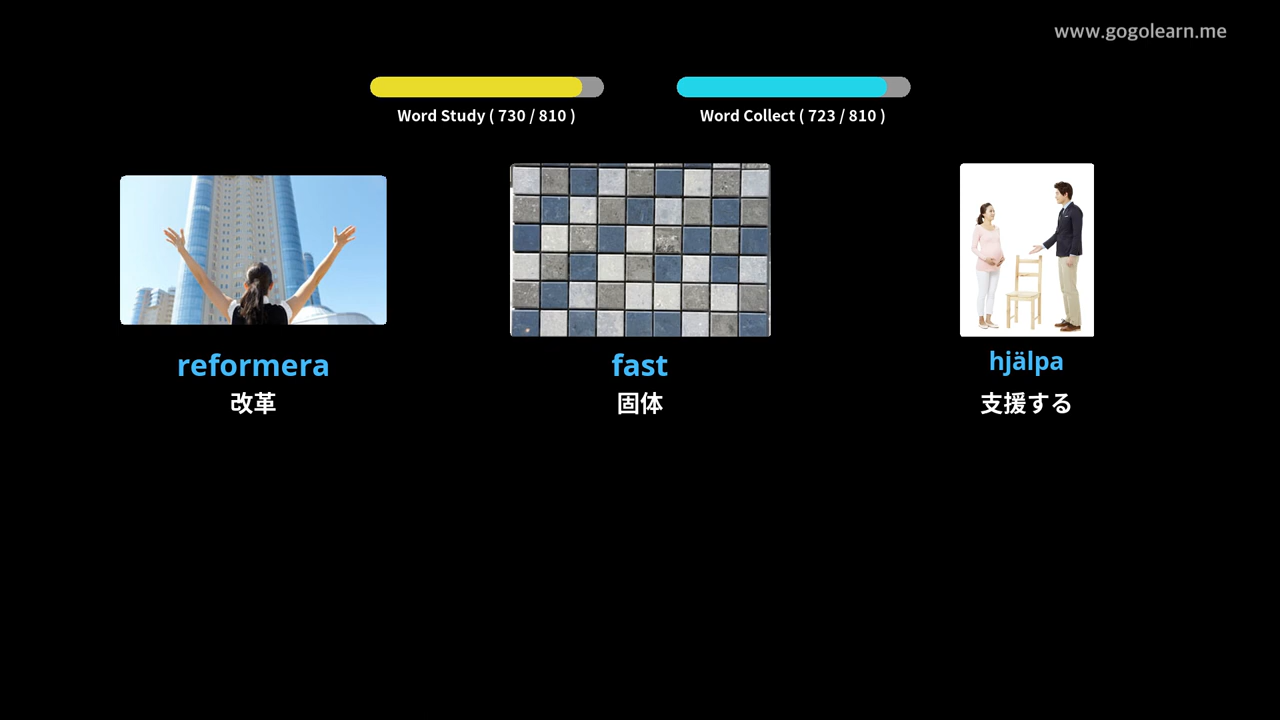 www.gogolearn.me
Word Study ( 730 / 810 )
Word Collect ( 723 / 810 )
reformera
改革
fast
固体
hjälpa
支援する